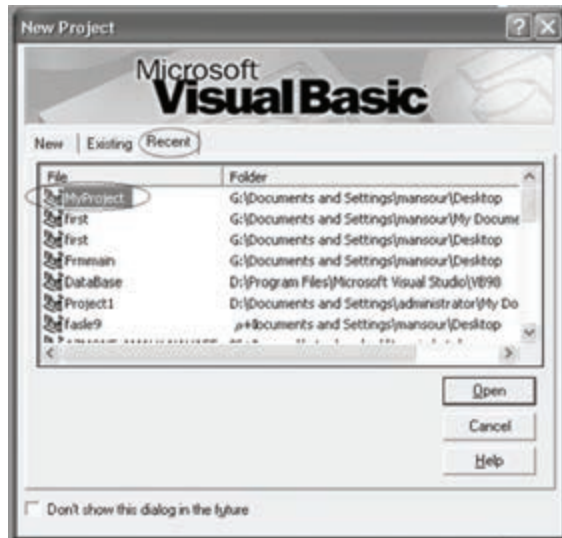 New Project
Microsoft
Visual Basic
New Existing Recent
File Folder
MyProject G:\Documents and Settings\mansour\Desktop
first G:\Documents and Settings\mansour\My Docume
first G:\Documents and Settings\mansour\Desktop
Frmmain G:\Documents and Settings\mansour\Desktop
DataBase D:\Program Files\Microsoft Visual Studio\VB98
Project1 D:\Documents and Settings\administrator\My Do
fasle9 and Settings\mansour\Desktop
Open
Cancel
Help
Don't show this dialog in the future